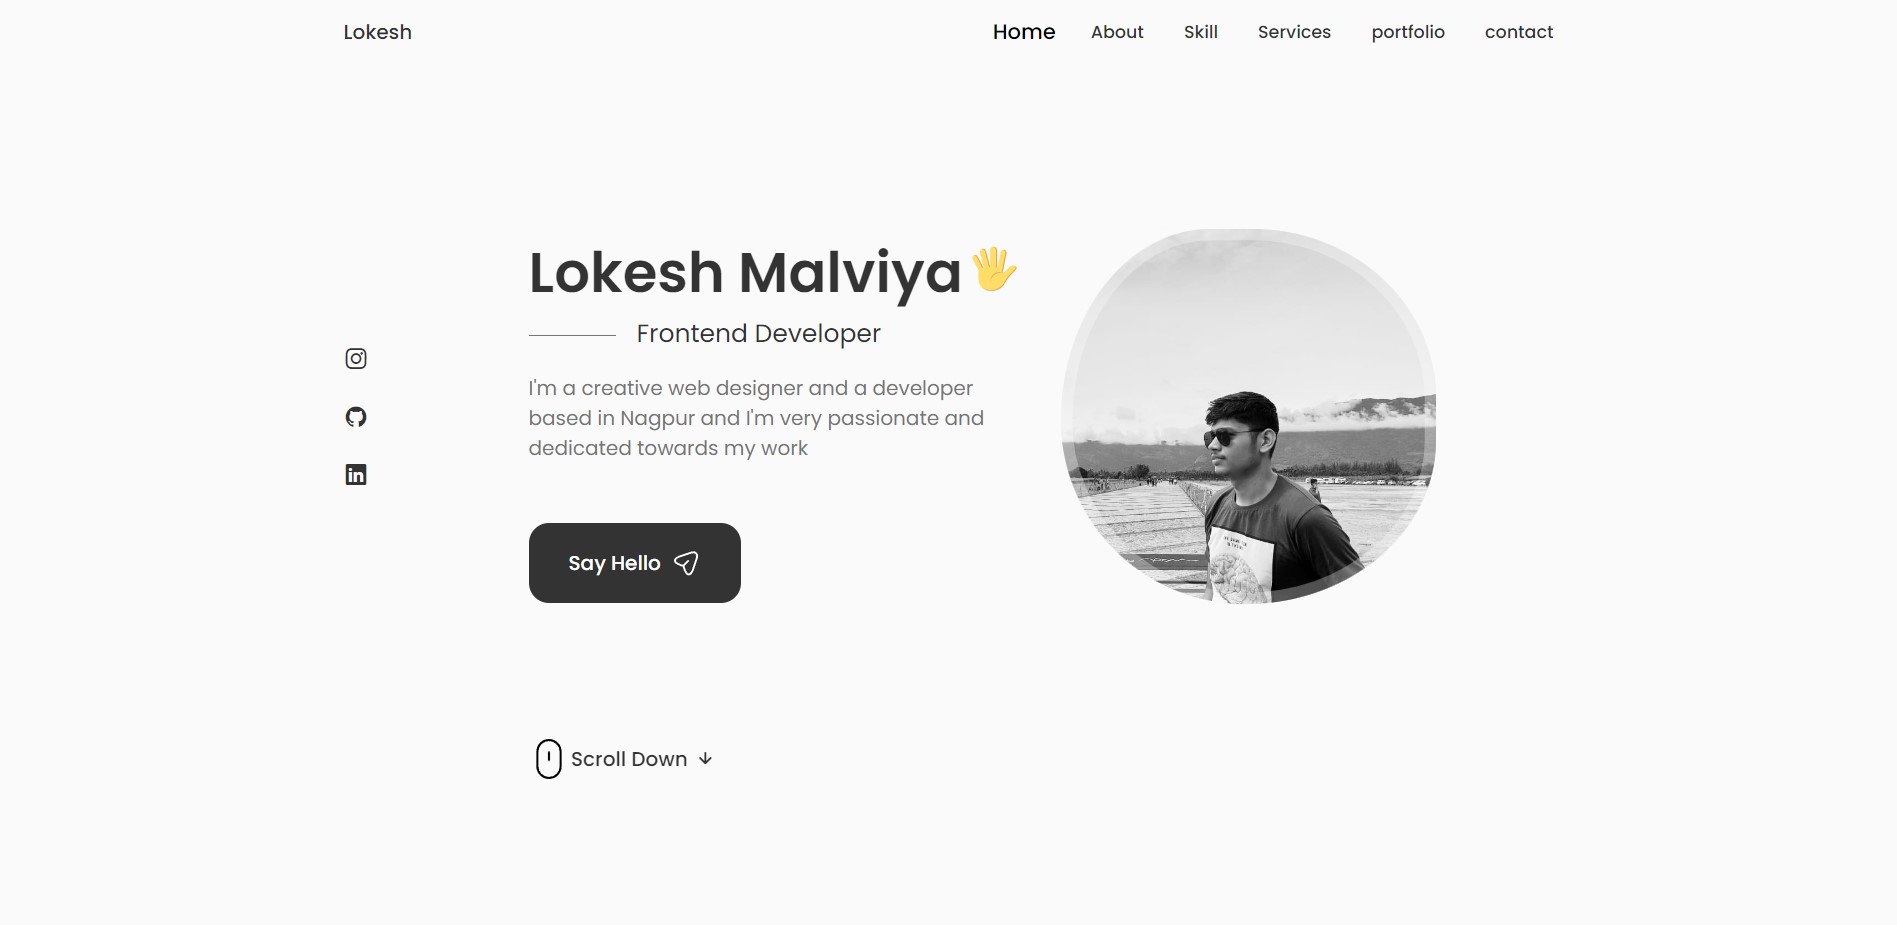 Lokesh
Home About Skill Services portfolio contact
Lokesh Malviya
Frontend Developer
I'm a creative web designer and a developer
based in Nagpur and I'm very passionate and
dedicated towards my work
Say Hello
Scroll Down